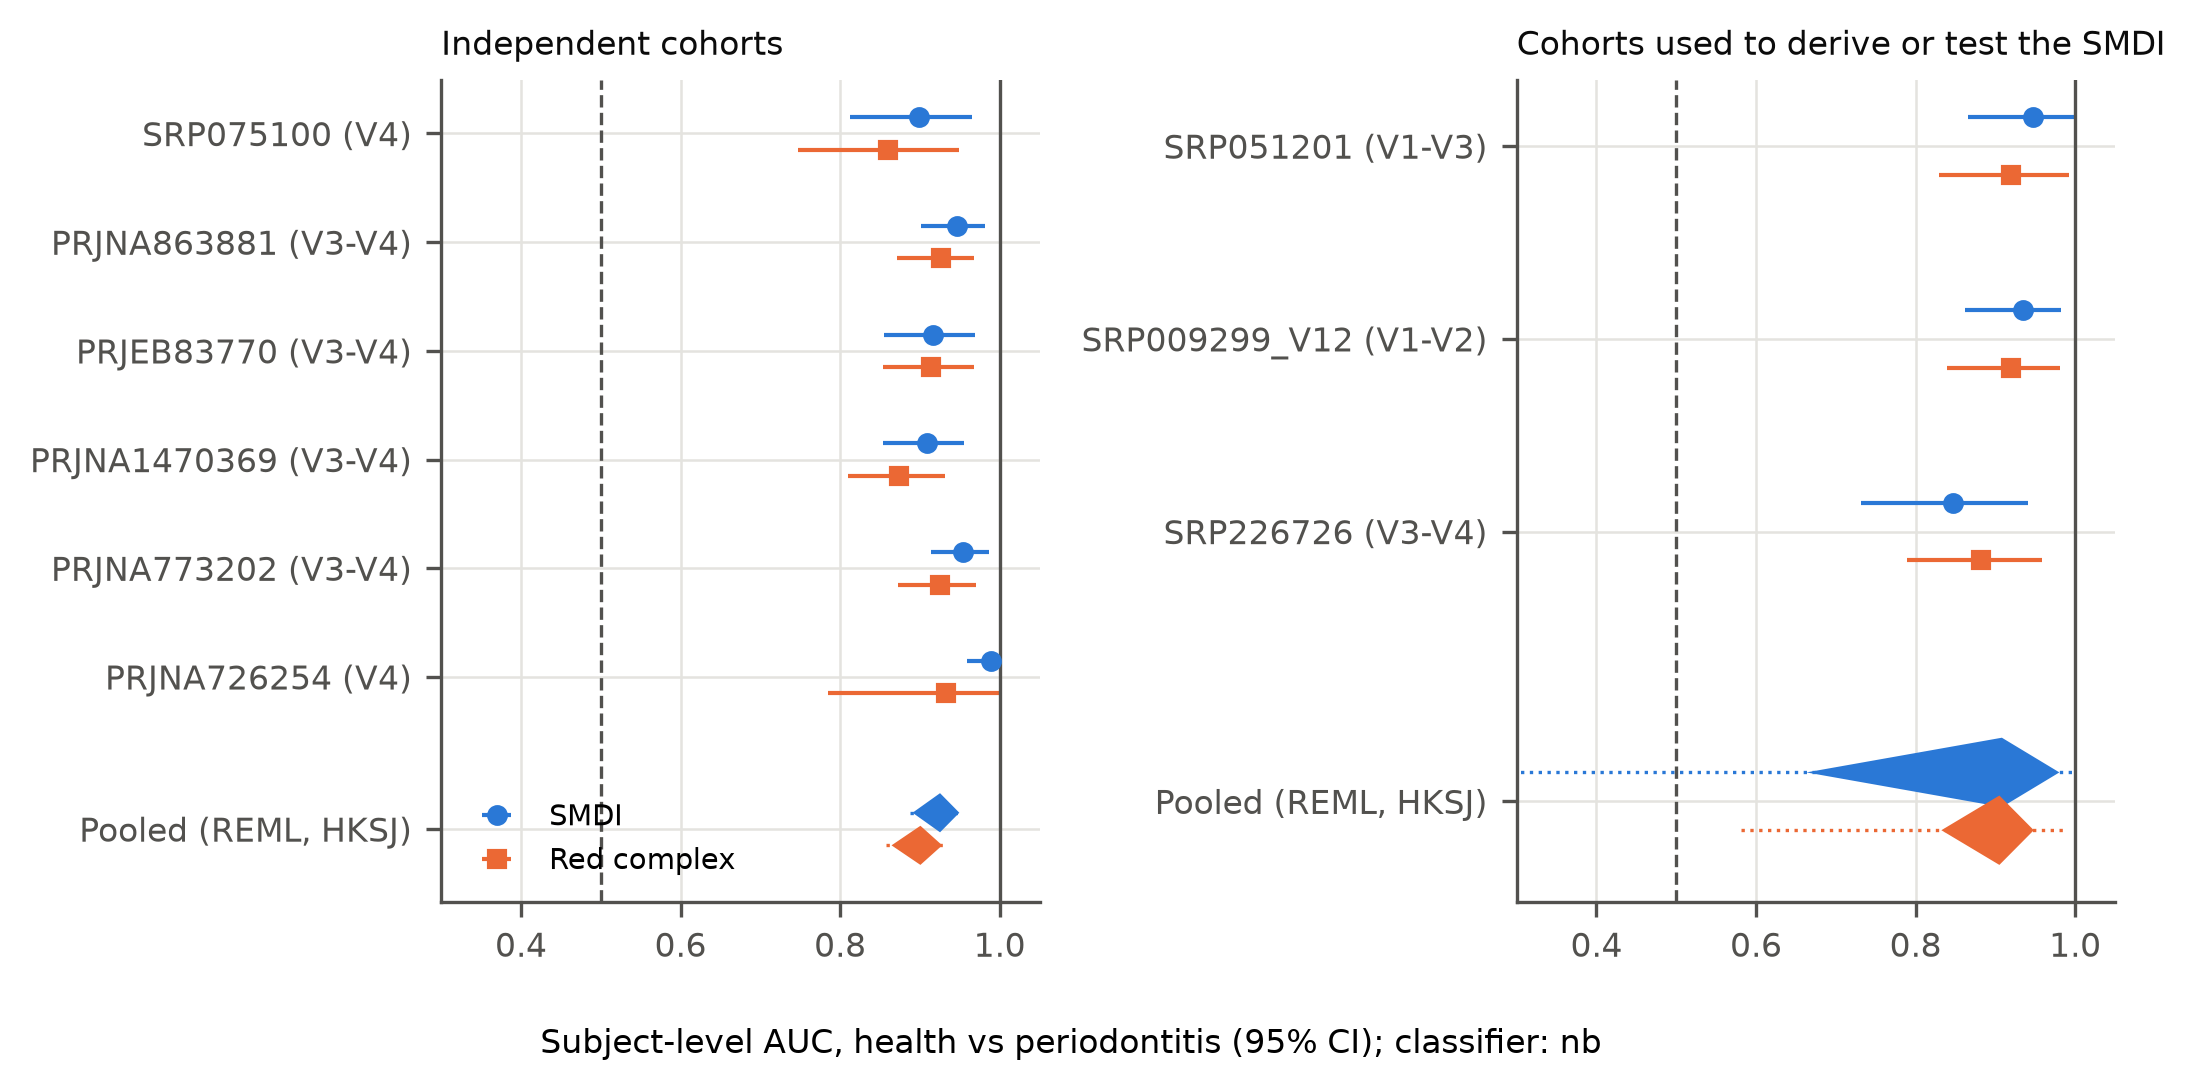 Independent cohorts
SRP075100 (V4)
PRJNA863881 (V3-V4)
PRJEB83770 (V3-V4)
PRJNA1470369 (V3-V4)
PRJNA773202 (V3-V4)
PRJNA726254 (V4)
Pooled (REML, HKSJ)
SMDI
Red complex
0.4 0.6 0.8 1.0
Cohorts used to derive or test the SMDI
SRP051201 (V1-V3)
SRP009299_V12 (V1-V2)
SRP226726 (V3-V4)
Pooled (REML, HKSJ)
0.4 0.6 0.8 1.0
Subject-level AUC, health vs periodontitis (95% CI); classifier: nb